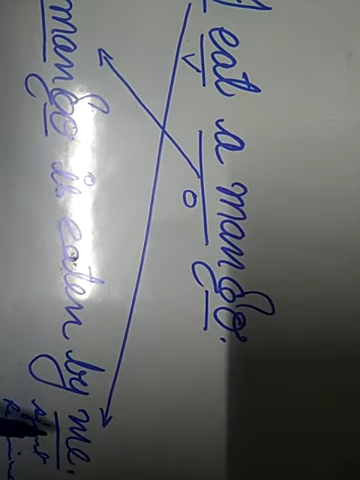 I eat a mango.
V
O
mango is eaten by me.